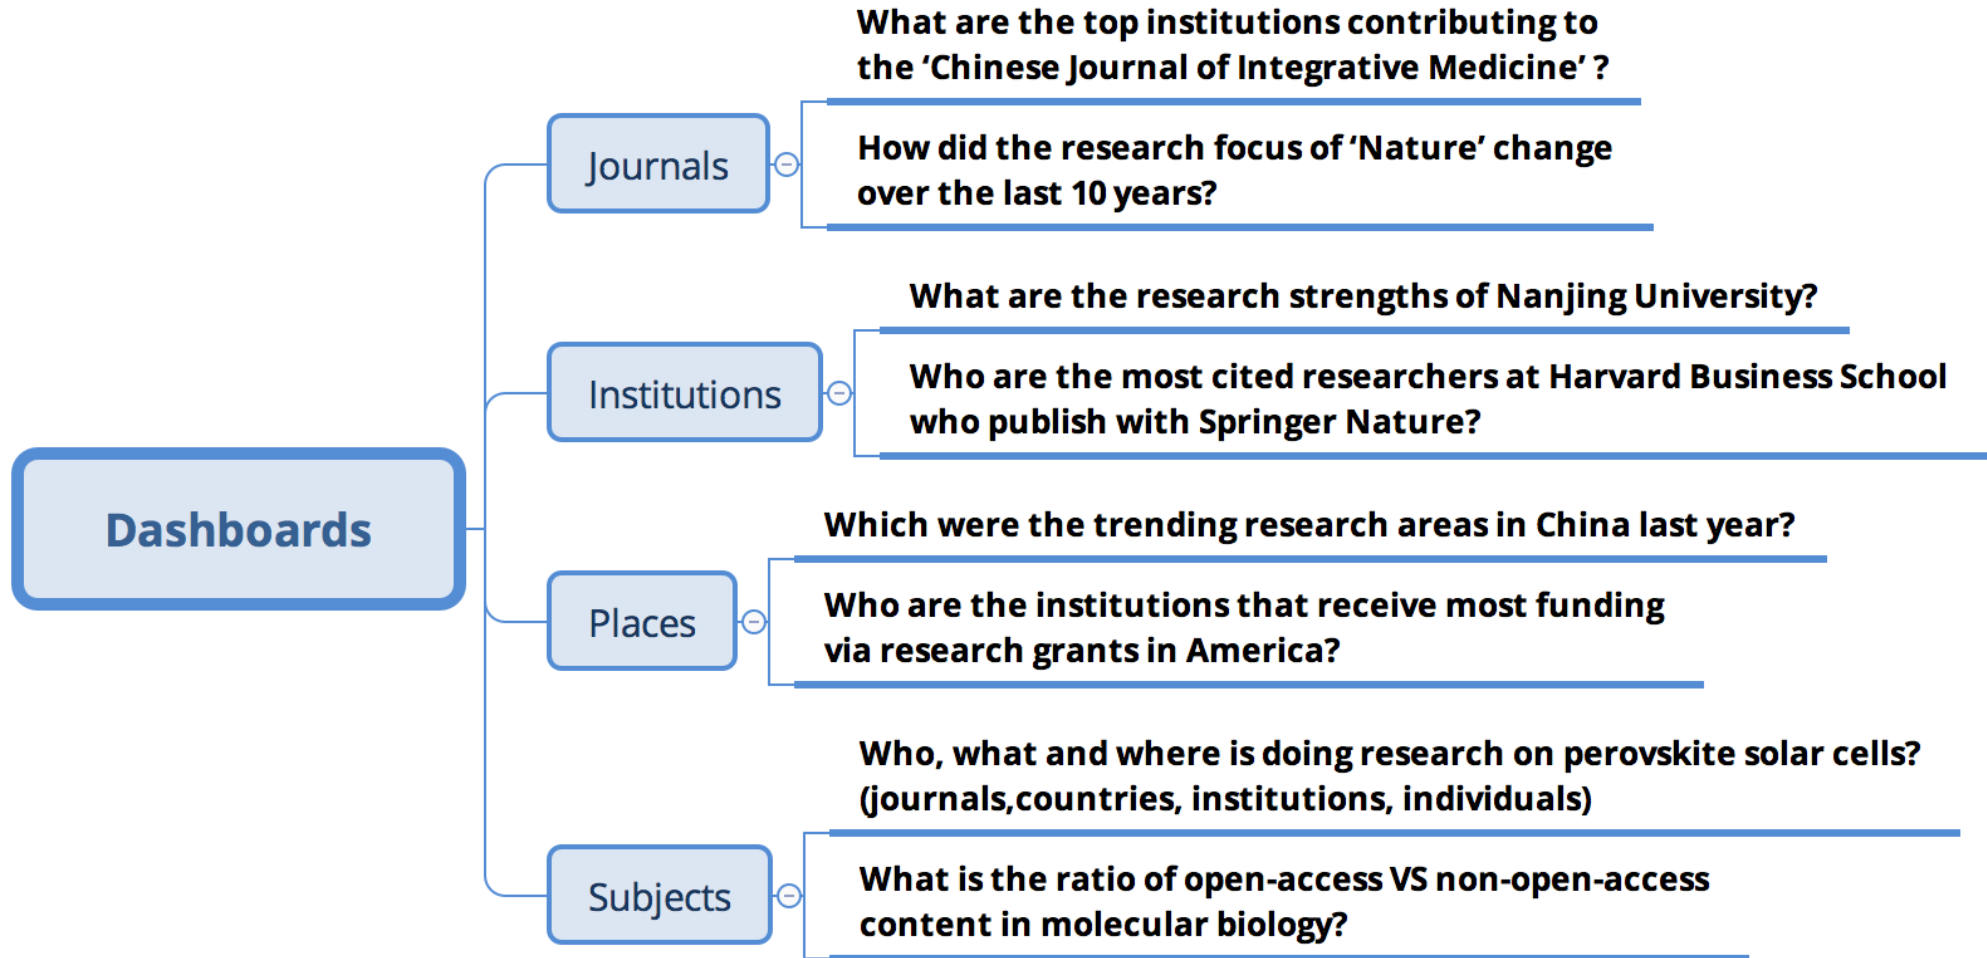 Dashboards
Journals
What are the top institutions contributing to
the ‘Chinese Journal of Integrative Medicine’ ?
How did the research focus of ‘Nature’ change
over the last 10 years?
Institutions
What are the research strengths of Nanjing University?
Who are the most cited researchers at Harvard Business School
who publish with Springer Nature?
Places
Which were the trending research areas in China last year?
Who are the institutions that receive most funding
via research grants in America?
Subjects
Who, what and where is doing research on perovskite solar cells?
(journals,countries, institutions, individuals)
What is the ratio of open-access VS non-open-access
content in molecular biology?